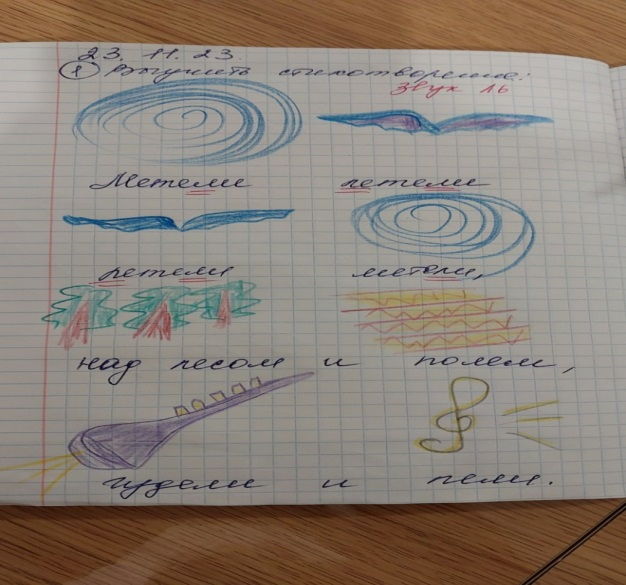 23. 11. 23.
① Выучить стихотворение:
звук ль
Метели летели
летели метели,
над лесом и полем,
гудели и пели.